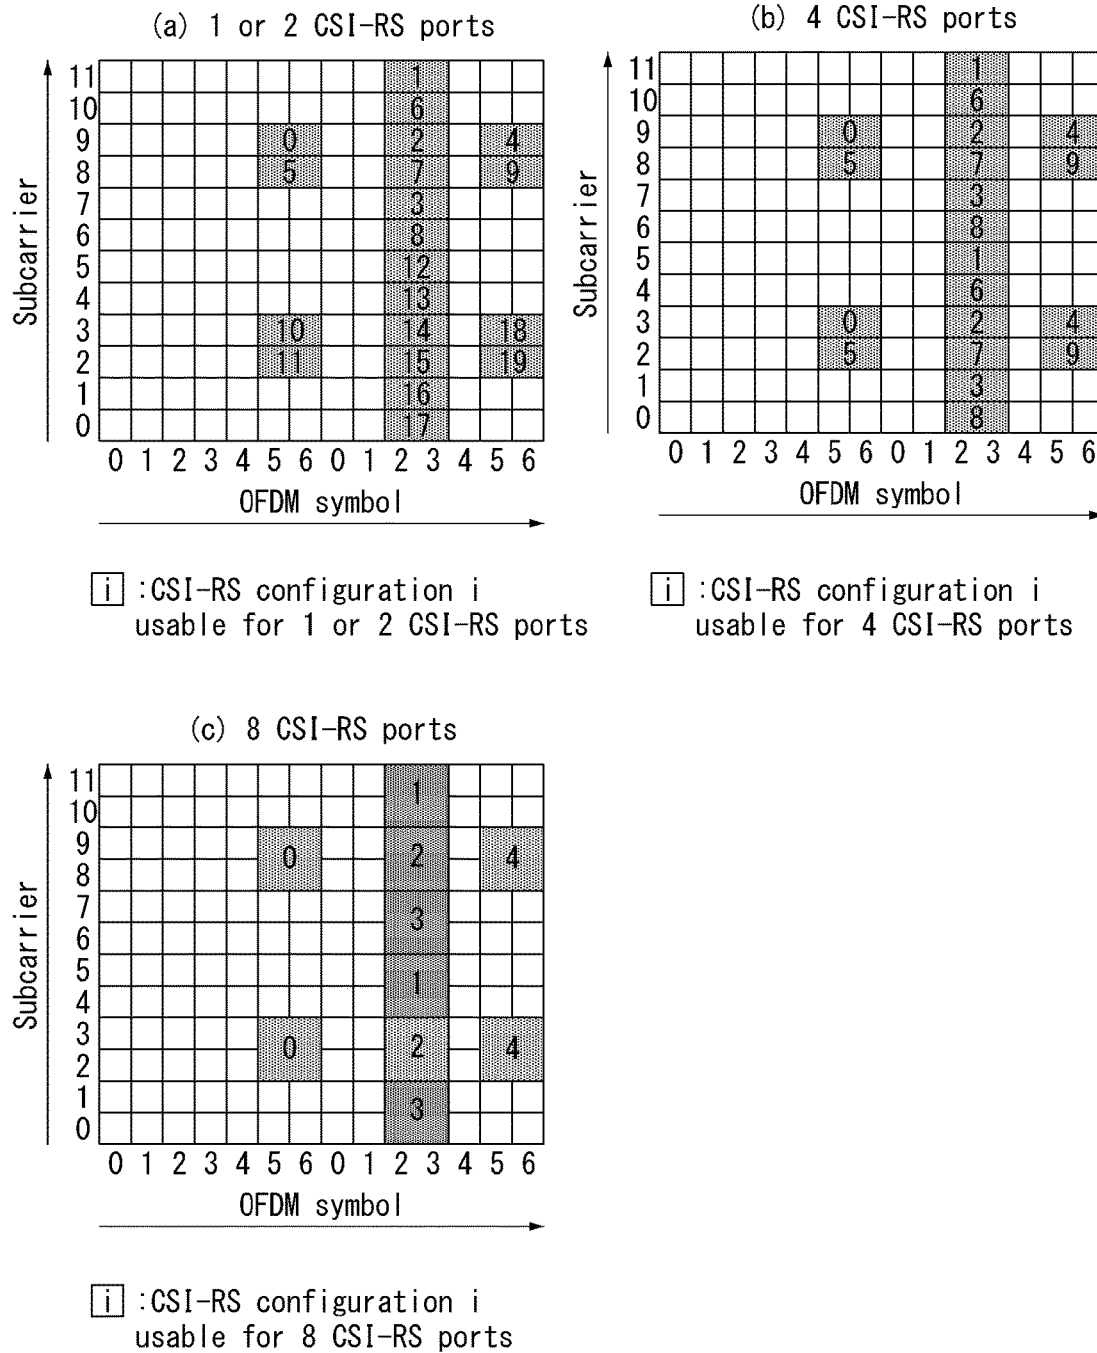 (a) 1 or 2 CSI-RS ports
Subcarrier
11 1
10 6
9 0 2 4
8 5 7 9
7 3
6 8
5 12
4 13
3 10 14 18
2 11 15 19
1 16
0 17
0 1 2 3 4 5 6 0 1 2 3 4 5 6
OFDM symbol
i :CSI-RS configuration i
usable for 1 or 2 CSI-RS ports
(b) 4 CSI-RS ports
Subcarrier
11 1
10 6
9 0 2 4
8 5 7 9
7 3
6 8
5 1
4 6
3 0 2 4
2 5 7 9
1 3
0 8
0 1 2 3 4 5 6 0 1 2 3 4 5 6
OFDM symbol
i :CSI-RS configuration i
usable for 4 CSI-RS ports
(c) 8 CSI-RS ports
Subcarrier
11
1
10
9
0 2 4
8
7
3
6
5
1
4
3
0 2 4
2
1
3
0
0 1 2 3 4 5 6 0 1 2 3 4 5 6
OFDM symbol
i :CSI-RS configuration i
usable for 8 CSI-RS ports